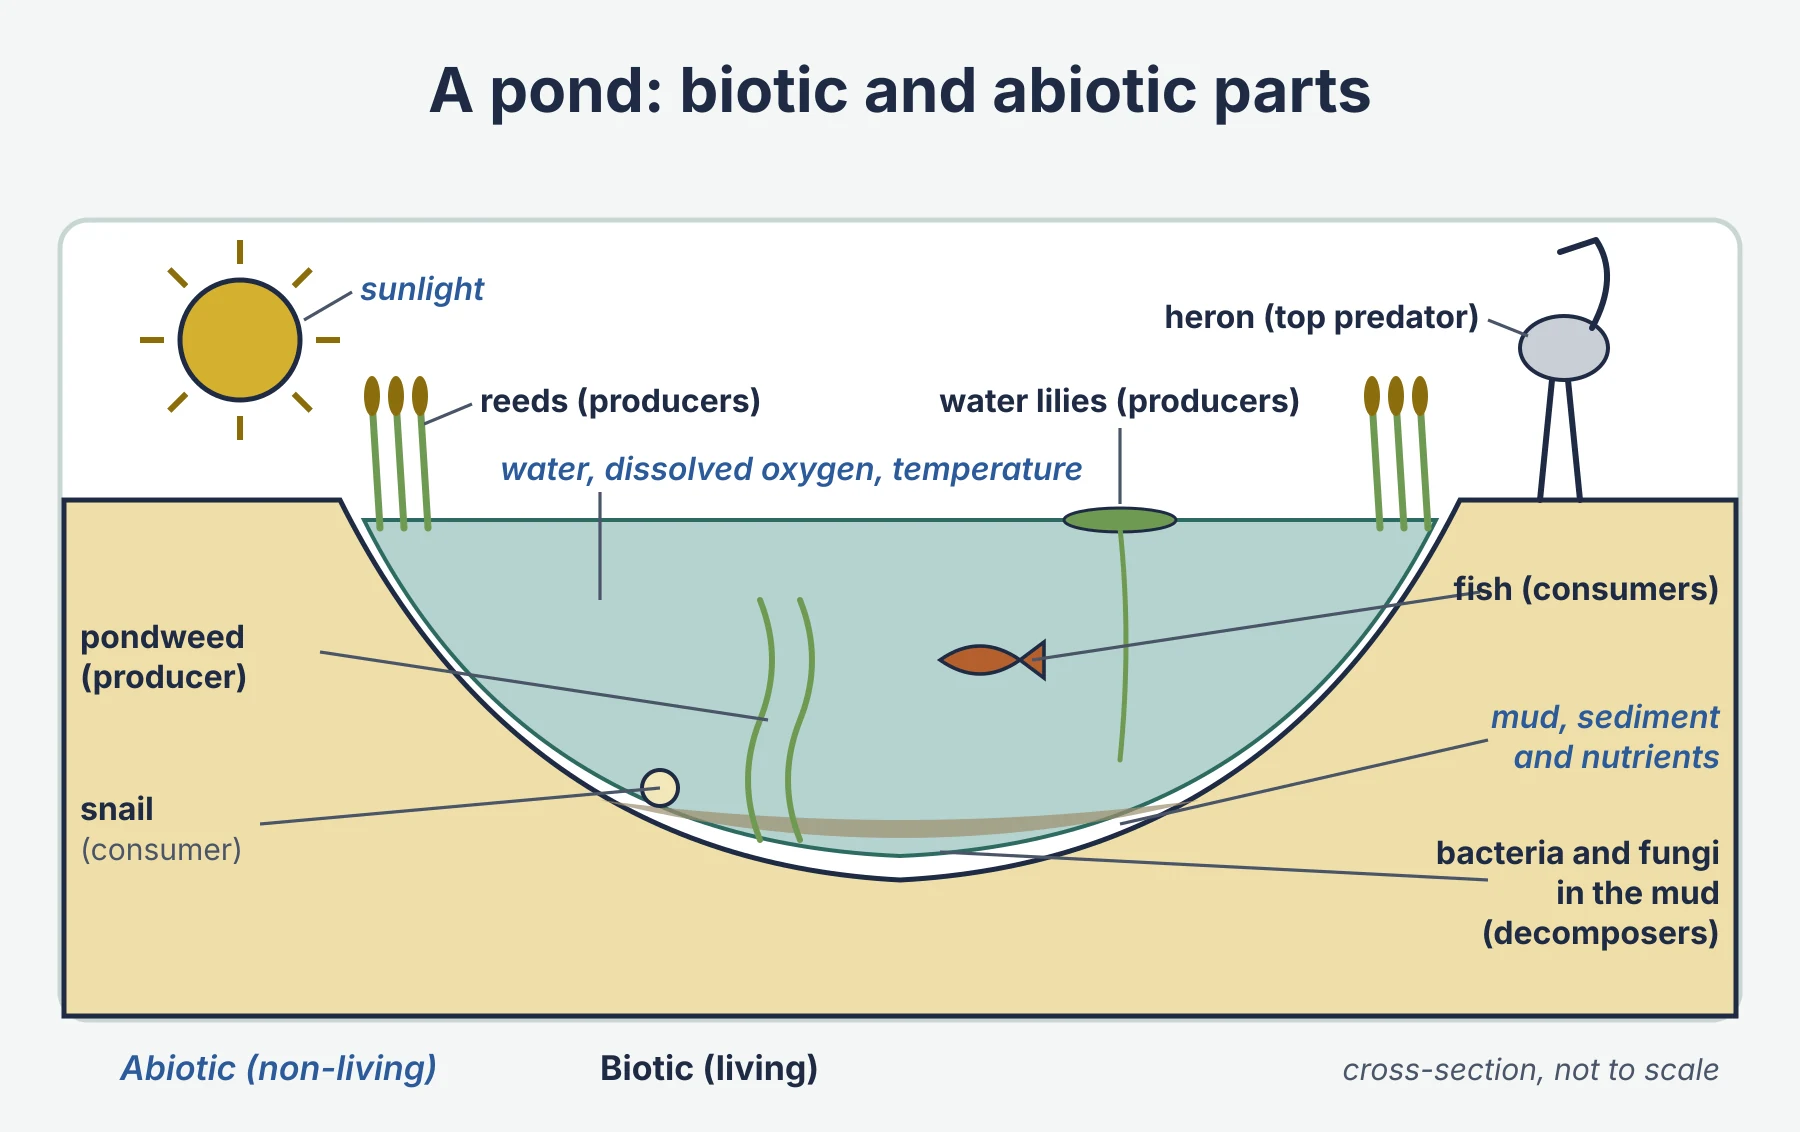 A pond: biotic and abiotic parts
sunlight
heron (top predator)
reeds (producers)
water lilies (producers)
water, dissolved oxygen, temperature
fish (consumers)
pondweed
(producer)
mud, sediment
and nutrients
snail
(consumer)
bacteria and fungi
in the mud
(decomposers)
Abiotic (non-living)
Biotic (living)
cross-section, not to scale